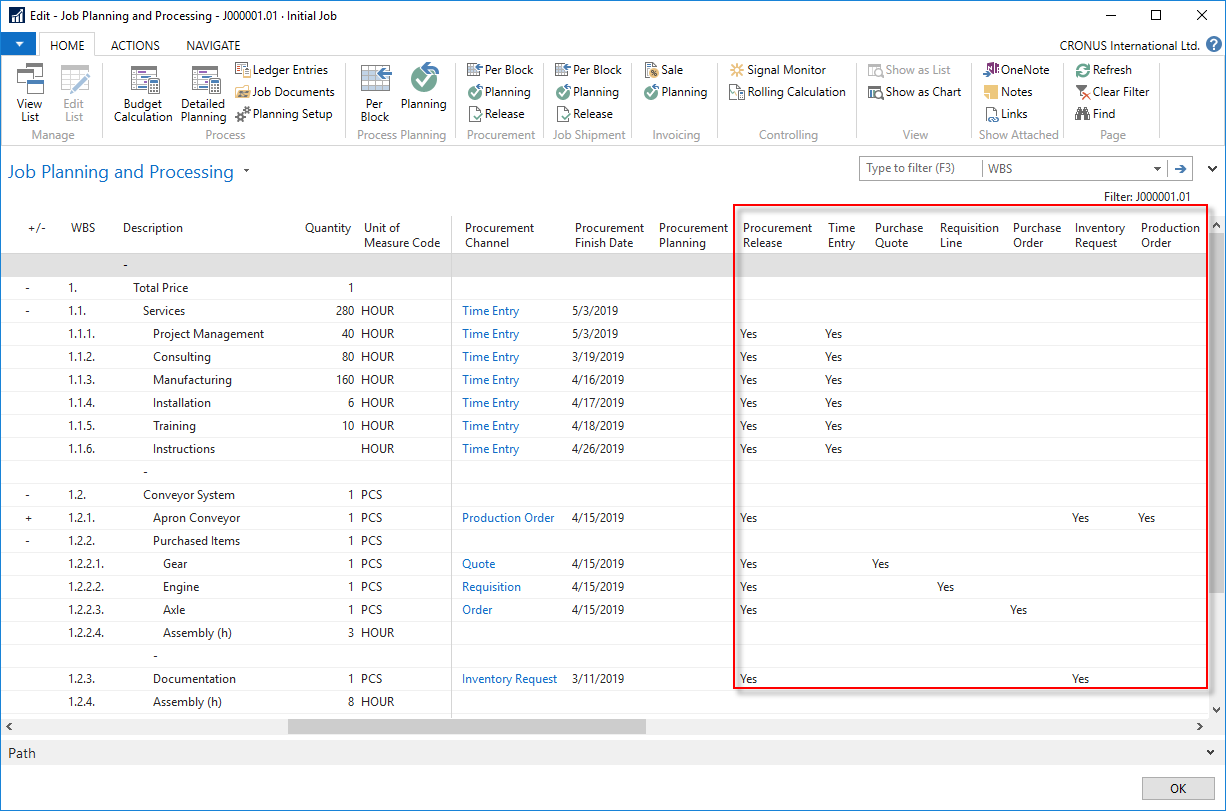 Edit - Job Planning and Processing - J000001.01 · Initial Job
HOME ACTIONS NAVIGATE CRONUS International Ltd. ?
View List
Edit List
Manage
Budget Calculation
Detailed Planning
Ledger Entries
Job Documents
Planning Setup
Process
Per Block
Planning
Process Planning
Per Block
Planning
Release
Procurement
Per Block
Planning
Release
Job Shipment
Sale
Planning
Invoicing
Signal Monitor
Rolling Calculation
Controlling
Show as List
Show as Chart
View
OneNote
Notes
Links
Show Attached
Refresh
Clear Filter
Find
Page
Job Planning and Processing
Type to filter (F3) WBS
Filter: J000001.01
+/- WBS Description Quantity Unit of Measure Code Procurement Channel Procurement Finish Date Procurement Planning Procurement Release Time Entry Purchase Quote Requisition Line Purchase Order Inventory Request Production Order
-
- 1. Total Price 1
- 1.1. Services 280 HOUR Time Entry 5/3/2019
1.1.1. Project Management 40 HOUR Time Entry 5/3/2019 Yes Yes
1.1.2. Consulting 80 HOUR Time Entry 3/19/2019 Yes Yes
1.1.3. Manufacturing 160 HOUR Time Entry 4/16/2019 Yes Yes
1.1.4. Installation 6 HOUR Time Entry 4/17/2019 Yes Yes
1.1.5. Training 10 HOUR Time Entry 4/18/2019 Yes Yes
1.1.6. Instructions HOUR Time Entry 4/26/2019 Yes Yes
-
- 1.2. Conveyor System 1 PCS
+ 1.2.1. Apron Conveyor 1 PCS Production Order 4/15/2019 Yes Yes Yes
- 1.2.2. Purchased Items 1 PCS
1.2.2.1. Gear 1 PCS Quote 4/15/2019 Yes Yes
1.2.2.2. Engine 1 PCS Requisition 4/15/2019 Yes Yes
1.2.2.3. Axle 1 PCS Order 4/15/2019 Yes Yes
1.2.2.4. Assembly (h) 3 HOUR
-
1.2.3. Documentation 1 PCS Inventory Request 3/11/2019 Yes Yes
1.2.4. Assembly (h) 8 HOUR
Path
OK